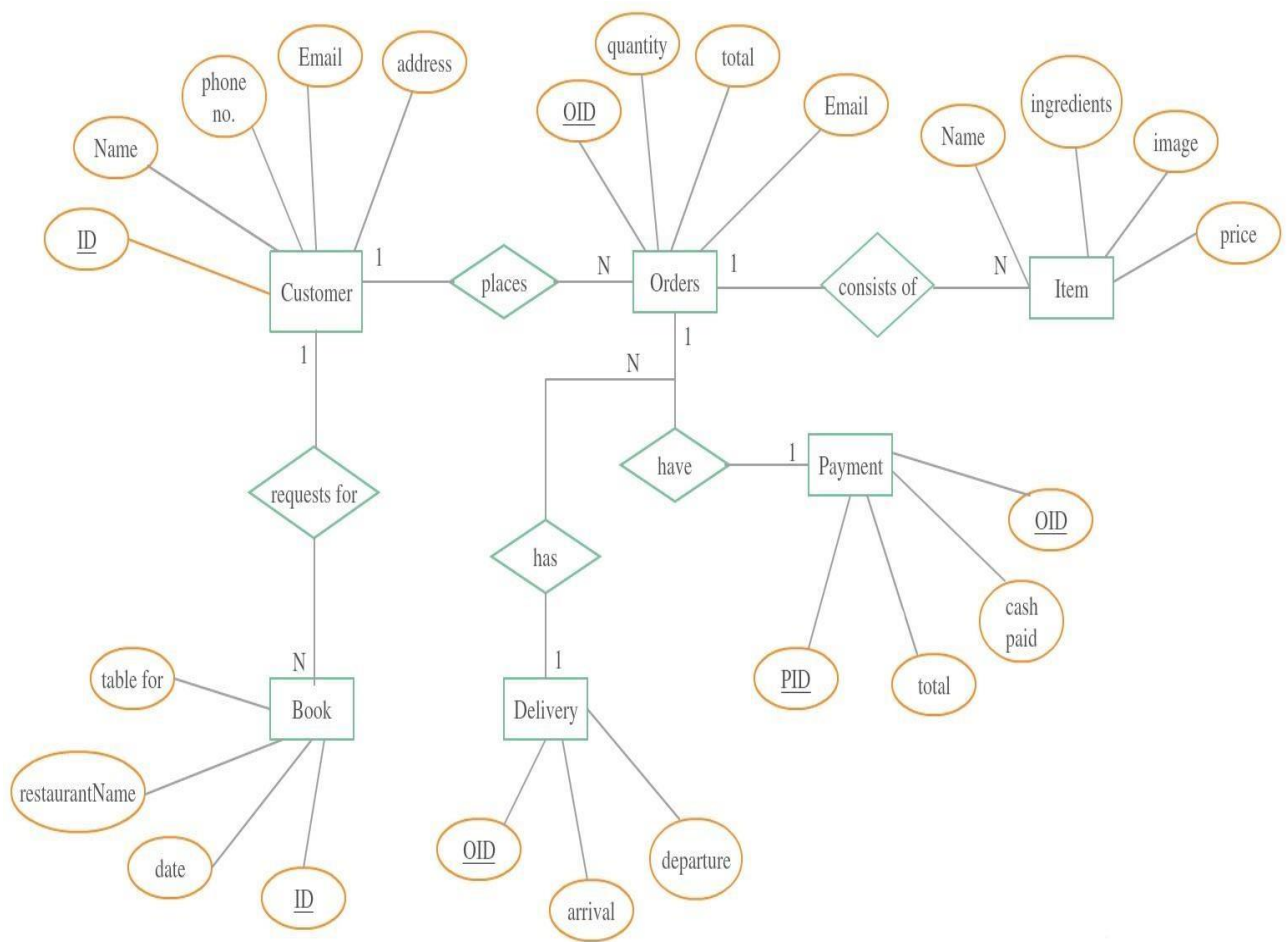 Email
quantity
total
address
phone
no.
OID
Email
ingredients
Name
Name
image
ID
price
1
N
1
N
Customer
places
Orders
consists of
Item
1
1
N
requests for
have
1
Payment
OID
has
cash
paid
N
1
table for
PID
total
Book
Delivery
restaurantName
date
ID
OID
departure
arrival